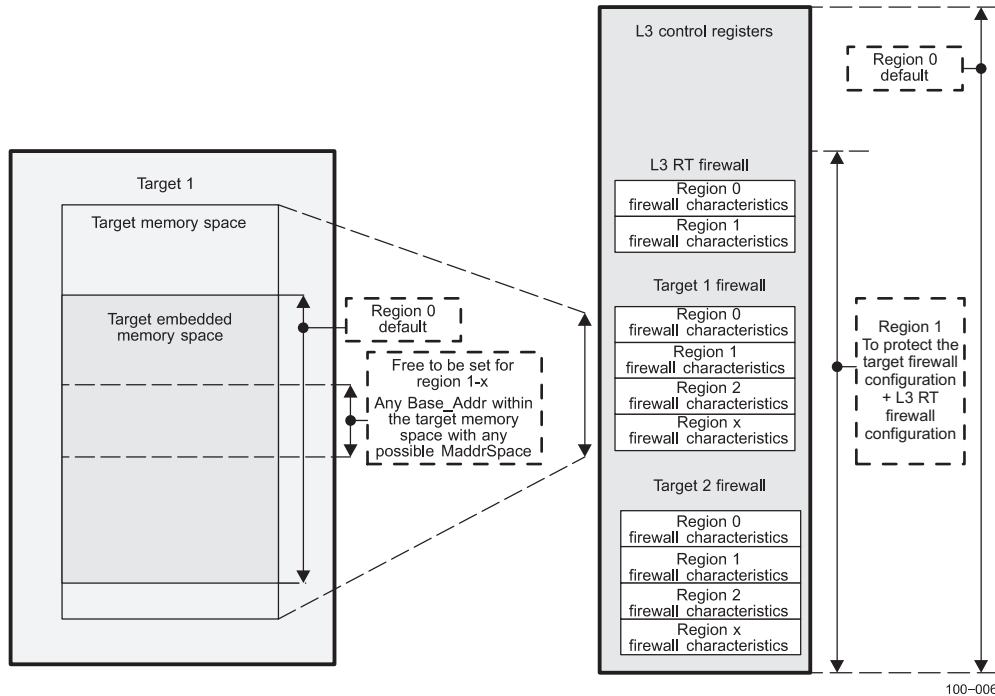 Target 1
Target memory space
Target embedded
memory space
Region 0
default
Free to be set for
region 1-x
Any Base_Addr within
the target memory
space with any
possible MaddrSpace
L3 control registers
L3 RT firewall
Region 0
firewall characteristics
Region 1
firewall characteristics
Target 1 firewall
Region 0
firewall characteristics
Region 1
firewall characteristics
Region 2
firewall characteristics
Region x
firewall characteristics
Target 2 firewall
Region 0
firewall characteristics
Region 1
firewall characteristics
Region 2
firewall characteristics
Region x
firewall characteristics
Region 0
default
Region 1
To protect the
target firewall
configuration
+ L3 RT
firewall
configuration
100-006